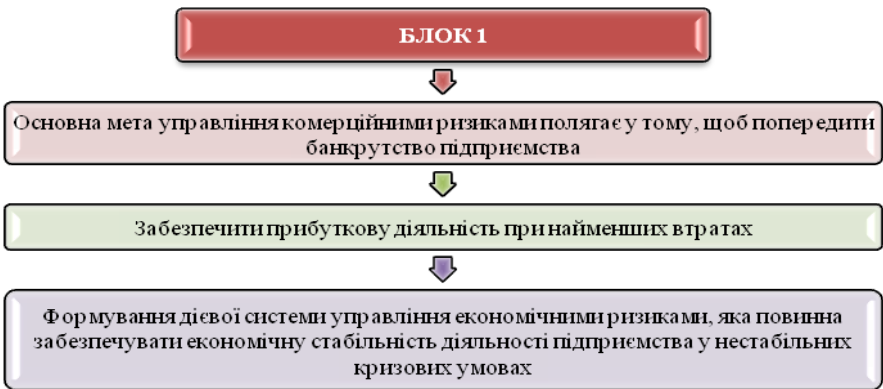 БЛОК 1
Основна мета управління комерційними ризиками полягає у тому, щоб попередити
банкрутство підприємства
Забезпечити прибуткову діяльність при найменших втратах
Формування дієвої системи управління економічними ризиками, яка повинна
забезпечувати економічну стабільність діяльності підприємства у нестабільних
кризових умовах